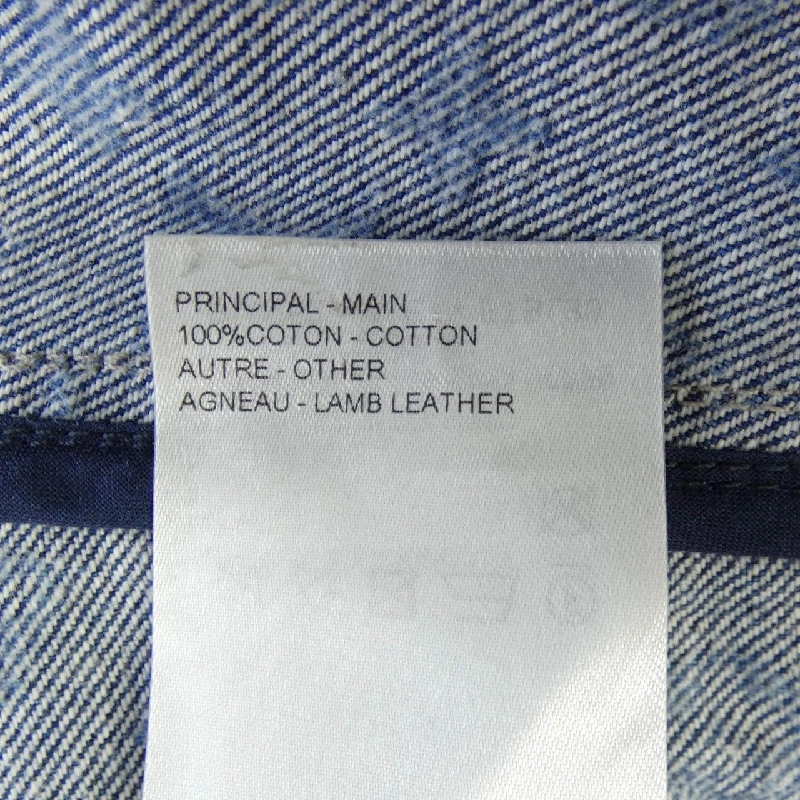 PRINCIPAL - MAIN
100%COTON - COTTON
AUTRE - OTHER
AGNEAU - LAMB LEATHER